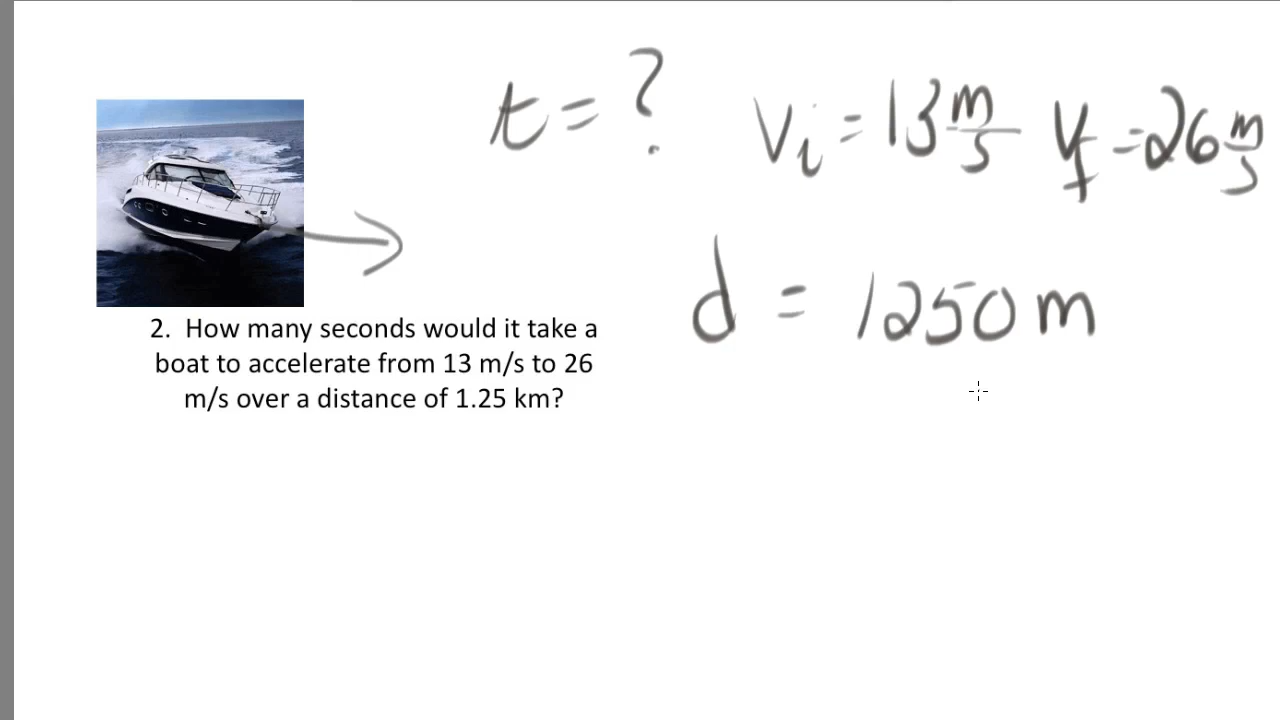 t = ? vi = 13 m/s vf = 26 m/s
d = 1250 m
2. How many seconds would it take a
boat to accelerate from 13 m/s to 26
m/s over a distance of 1.25 km?